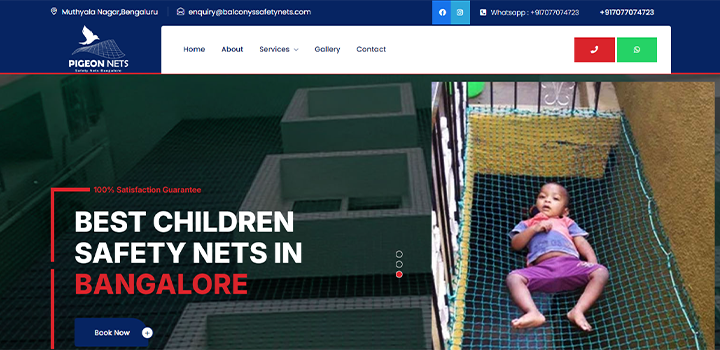 Muthyala Nagar,Bengaluru
enquiry@balconyssafetynets.com
Whatsapp : +917077074723
+917077074723
PIGEON NETS
Safety Nets Bangalore
Home
About
Services
Gallery
Contact
100% Satisfaction Guarantee
BEST CHILDREN
SAFETY NETS IN
BANGALORE
Book Now